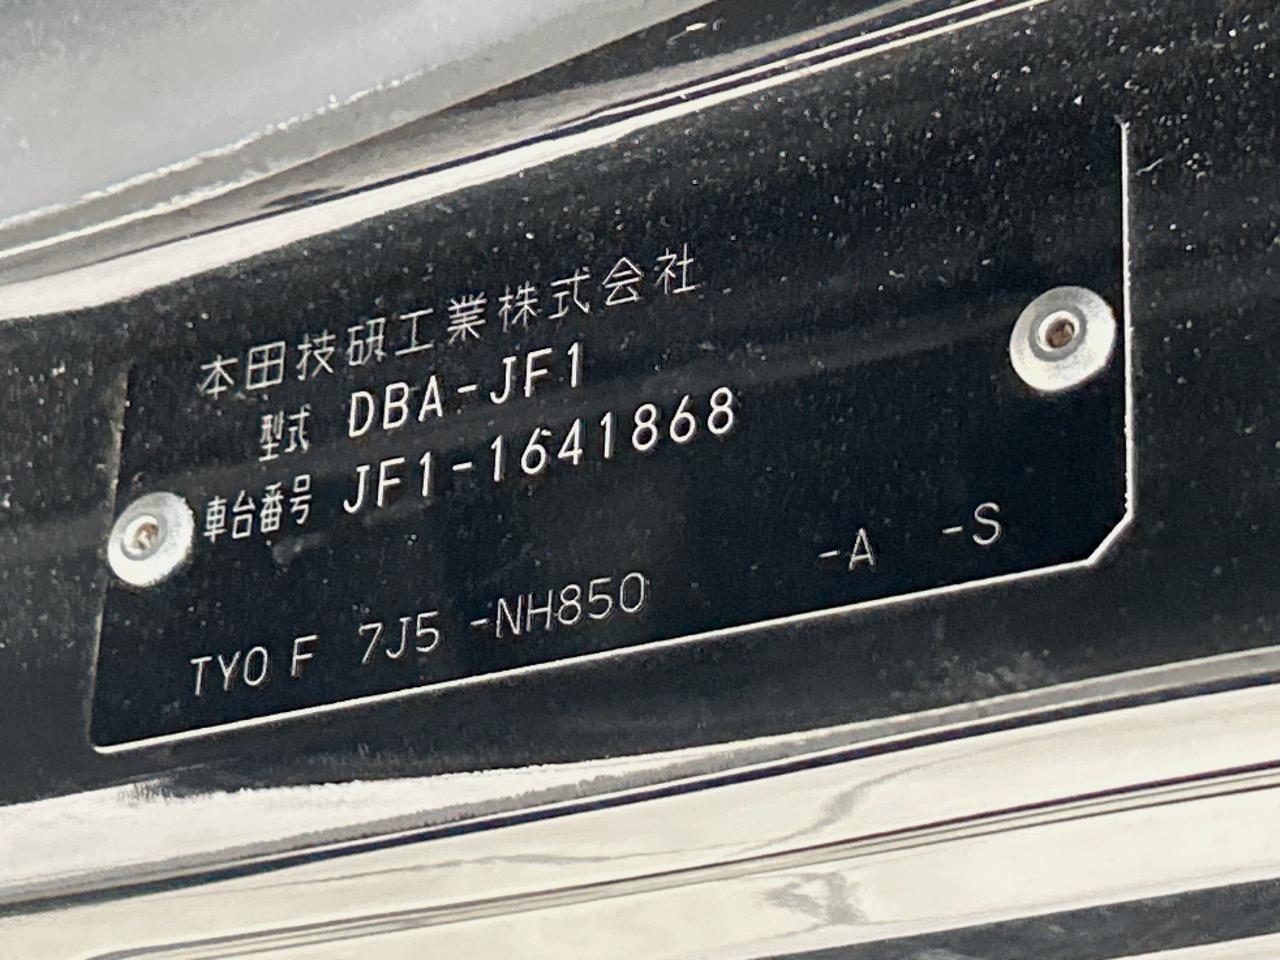 本田技研工業株式会社
型式 DBA-JF1
車台番号 JF1-1641868
TYO F 7J5 -NH850 -A -S